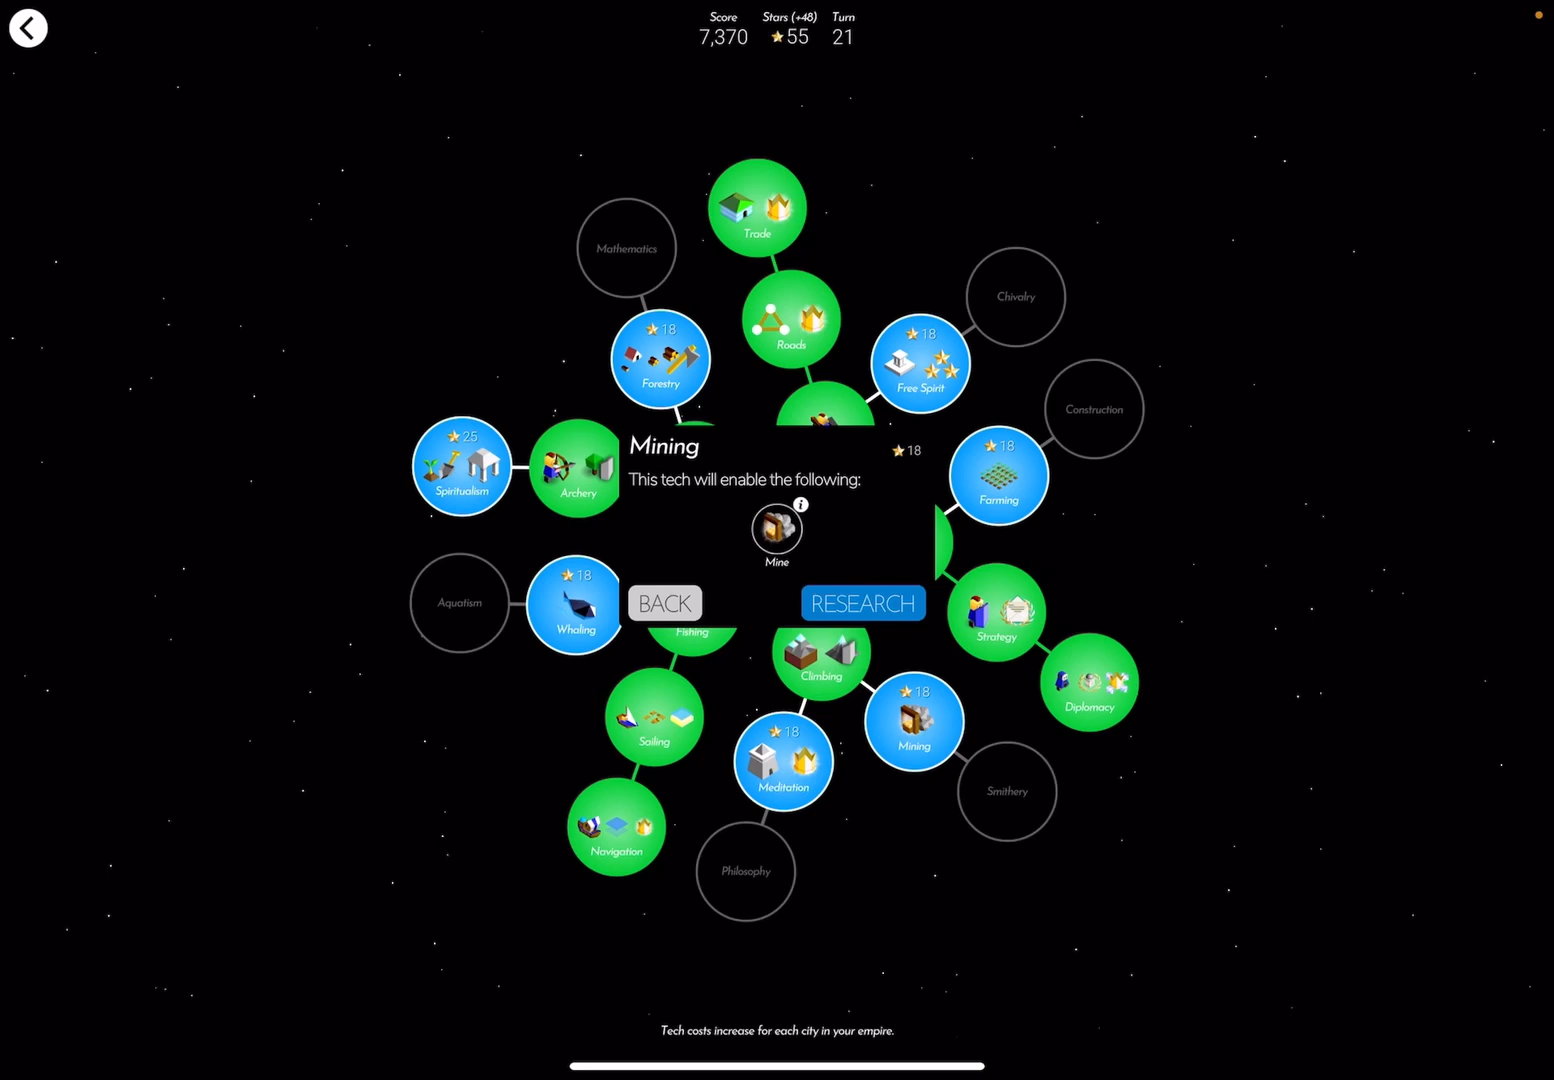 Score
7,370
Stars (+48)
55
Turn
21
Trade
Mathematics
Chivalry
Roads
18
Forestry
18
Free Spirit
Construction
25
Spiritualism
Archery
Mining
18
This tech will enable the following:
i
Mine
BACK
RESEARCH
18
Farming
Aquatism
18
Whaling
Fishing
Strategy
Climbing
Diplomacy
Sailing
18
Mining
18
Meditation
Smithery
Navigation
Philosophy
Tech costs increase for each city in your empire.